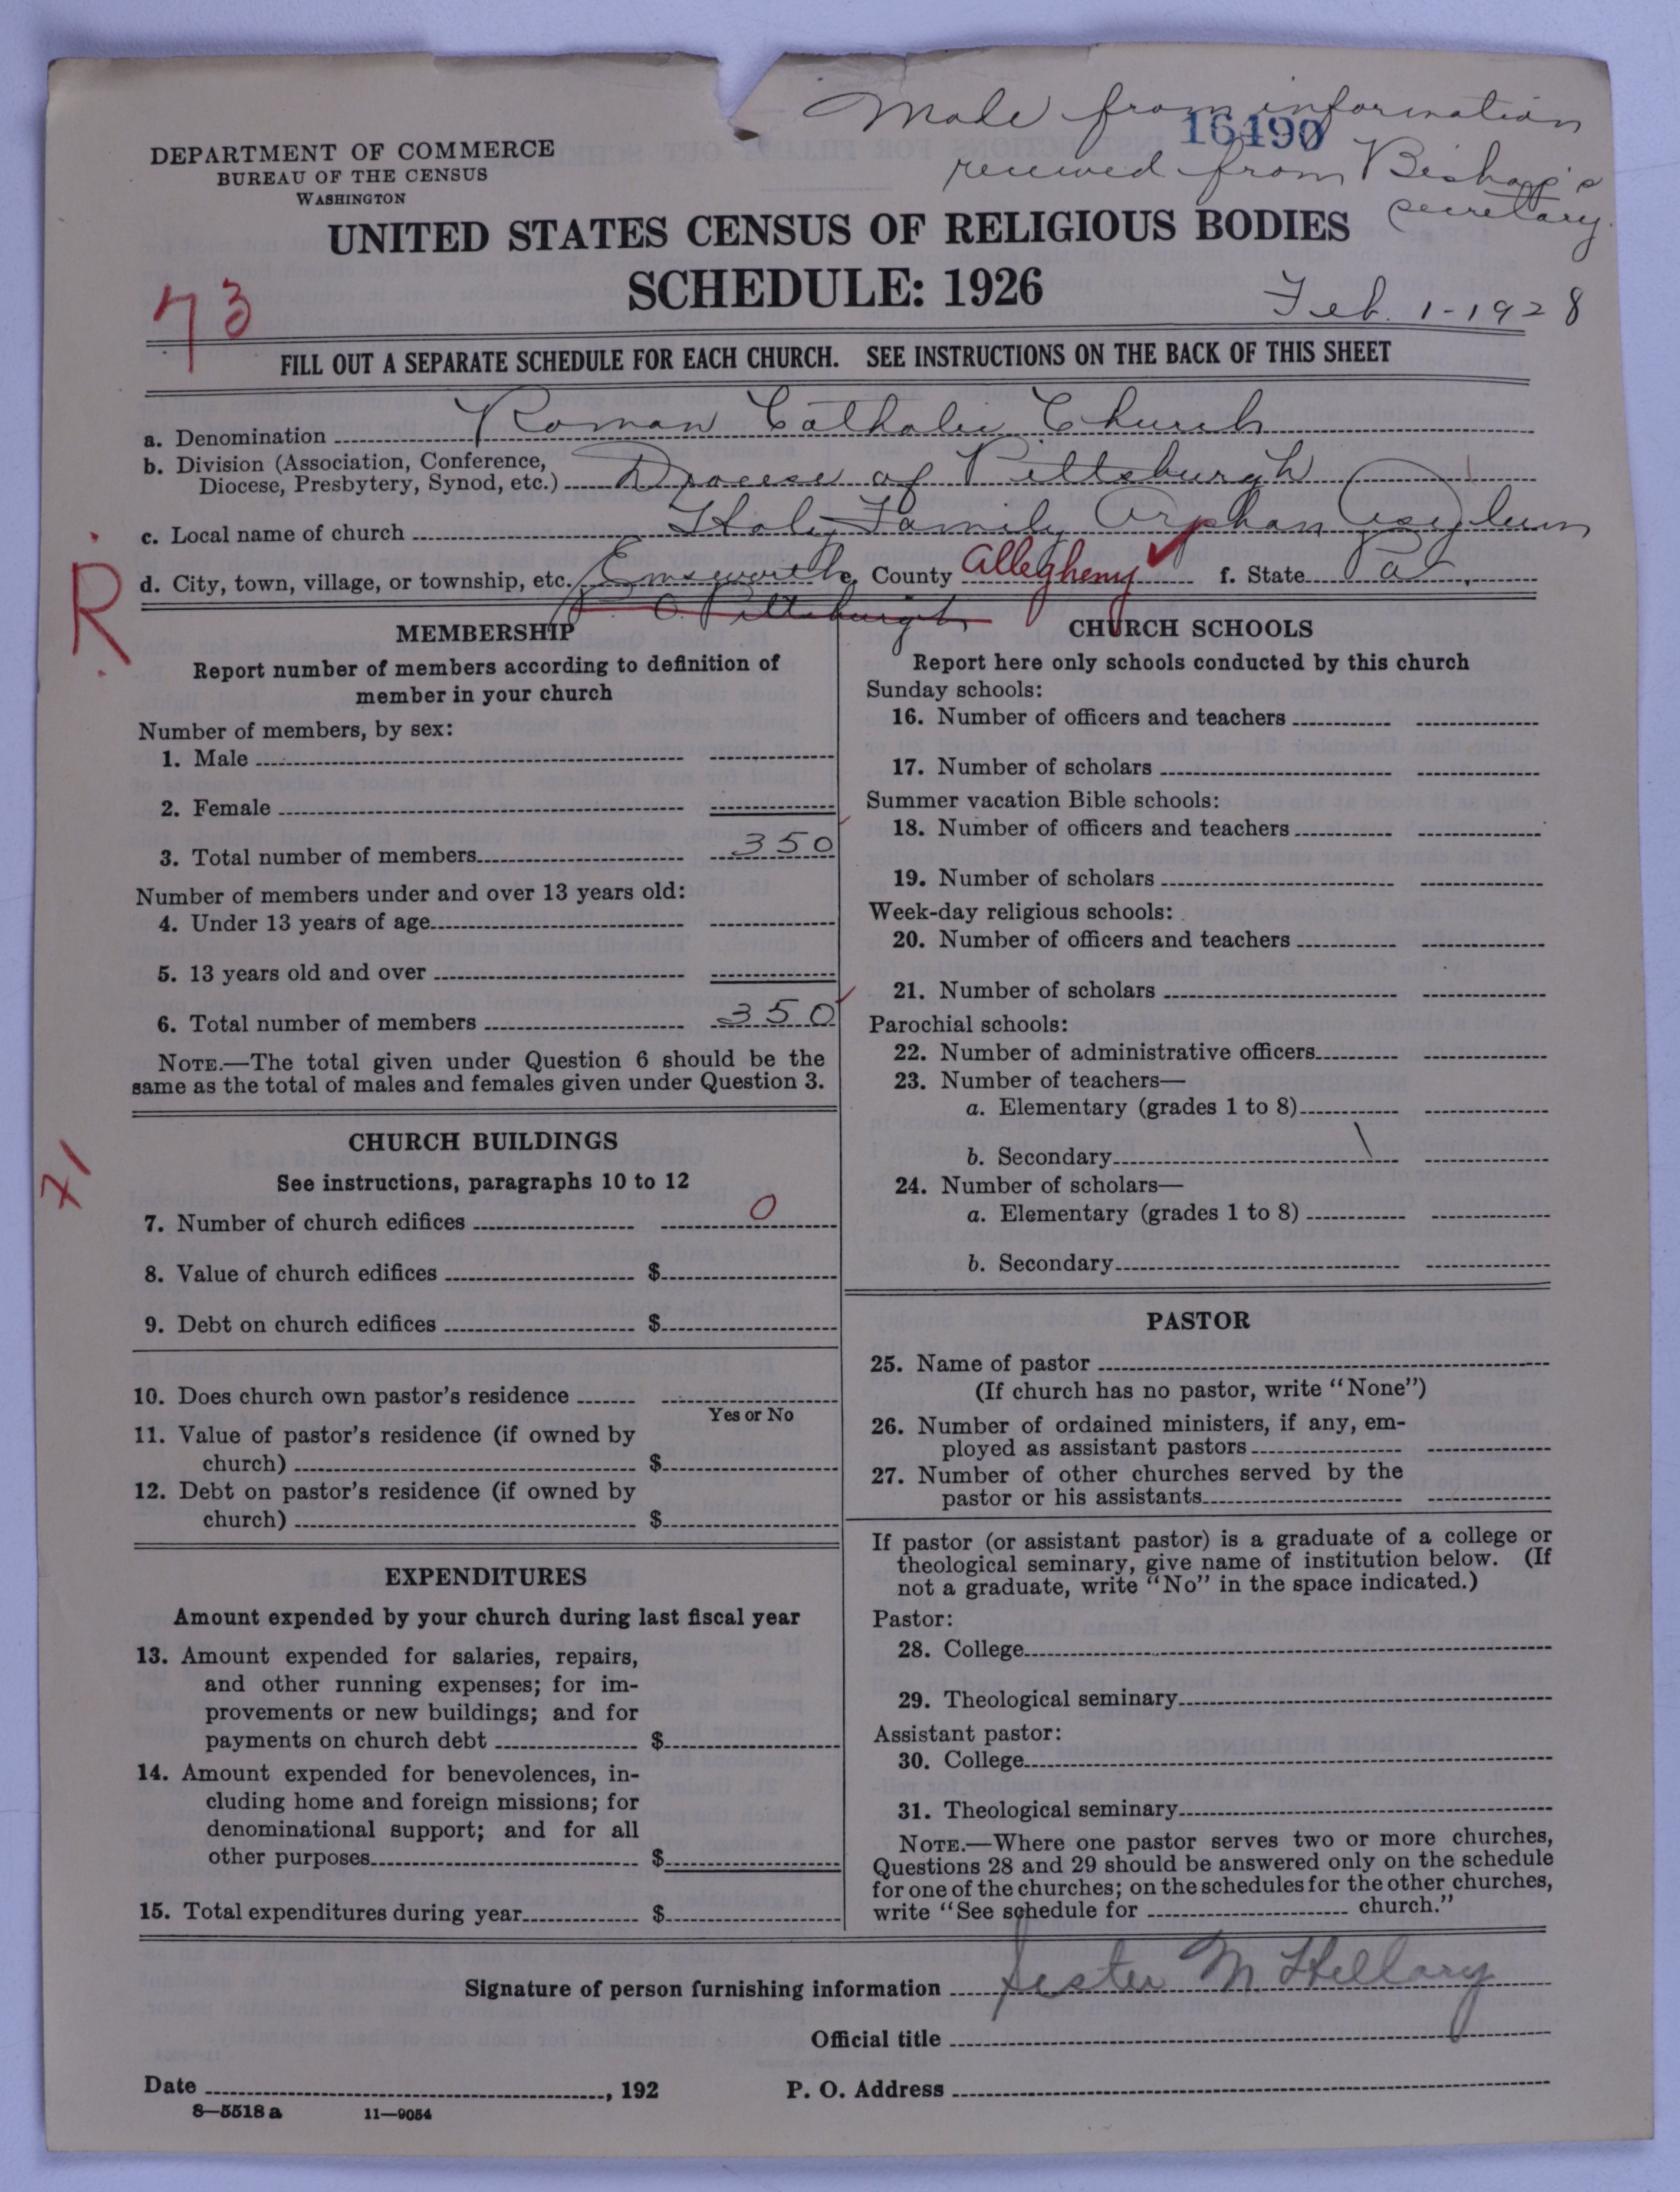 Made from information
16490
received from Bishop's
secretary.
DEPARTMENT OF COMMERCE
BUREAU OF THE CENSUS
WASHINGTON
UNITED STATES CENSUS OF RELIGIOUS BODIES
SCHEDULE: 1926
Feb. 1-1928
73
FILL OUT A SEPARATE SCHEDULE FOR EACH CHURCH. SEE INSTRUCTIONS ON THE BACK OF THIS SHEET
a. Denomination Roman Catholic Church
b. Division (Association, Conference,
Diocese, Presbytery, Synod, etc.) Diocese of Pittsburgh
c. Local name of church Holy Family Orphan Asylum
d. City, town, village, or township, etc. Emsworth e. County Allegheny f. State Pa.
P. O. Pittsburgh
R
MEMBERSHIP
Report number of members according to definition of
member in your church
Number of members, by sex:
1. Male
2. Female
3. Total number of members 350
Number of members under and over 13 years old:
4. Under 13 years of age
5. 13 years old and over
6. Total number of members 350
NOTE.—The total given under Question 6 should be the
same as the total of males and females given under Question 3.
71
CHURCH BUILDINGS
See instructions, paragraphs 10 to 12
7. Number of church edifices 0
8. Value of church edifices $
9. Debt on church edifices $
10. Does church own pastor's residence
Yes or No
11. Value of pastor's residence (if owned by
church) $
12. Debt on pastor's residence (if owned by
church) $
EXPENDITURES
Amount expended by your church during last fiscal year
13. Amount expended for salaries, repairs,
and other running expenses; for im-
provements or new buildings; and for
payments on church debt $
14. Amount expended for benevolences, in-
cluding home and foreign missions; for
denominational support; and for all
other purposes $
15. Total expenditures during year $
CHURCH SCHOOLS
Report here only schools conducted by this church
Sunday schools:
16. Number of officers and teachers
17. Number of scholars
Summer vacation Bible schools:
18. Number of officers and teachers
19. Number of scholars
Week-day religious schools:
20. Number of officers and teachers
21. Number of scholars
Parochial schools:
22. Number of administrative officers
23. Number of teachers—
a. Elementary (grades 1 to 8)
b. Secondary
24. Number of scholars—
a. Elementary (grades 1 to 8)
b. Secondary
PASTOR
25. Name of pastor
(If church has no pastor, write "None")
26. Number of ordained ministers, if any, em-
ployed as assistant pastors
27. Number of other churches served by the
pastor or his assistants
If pastor (or assistant pastor) is a graduate of a college or
theological seminary, give name of institution below. (If
not a graduate, write "No" in the space indicated.)
Pastor:
28. College
29. Theological seminary
Assistant pastor:
30. College
31. Theological seminary
NOTE.—Where one pastor serves two or more churches,
Questions 28 and 29 should be answered only on the schedule
for one of the churches; on the schedules for the other churches,
write "See schedule for church."
Signature of person furnishing information Sister M Hillary
Official title
Date , 192 P. O. Address
8—5518 a 11—9054